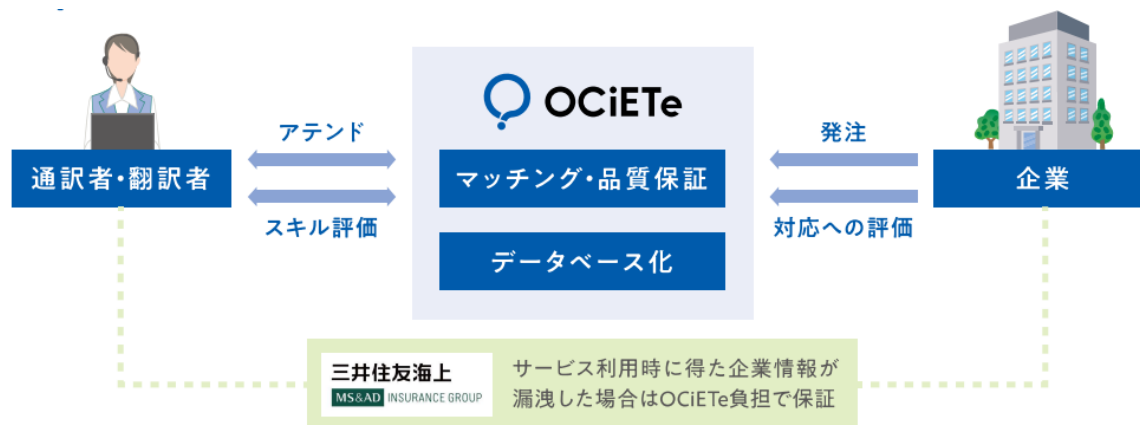 OCiETe
アテンド
発注
通訳者・翻訳者
マッチング・品質保証
企業
スキル評価
対応への評価
データベース化
三井住友海上
MS&AD INSURANCE GROUP
サービス利用時に得た企業情報が
漏洩した場合はOCiETe負担で保証